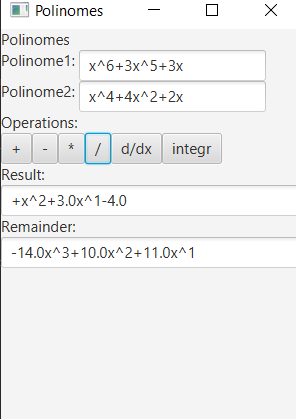 Polinomes
Polinomes
Polinome1: x^6+3x^5+3x
Polinome2: x^4+4x^2+2x
Operations:
+ - * / d/dx integr
Result:
+x^2+3.0x^1-4.0
Remainder:
-14.0x^3+10.0x^2+11.0x^1